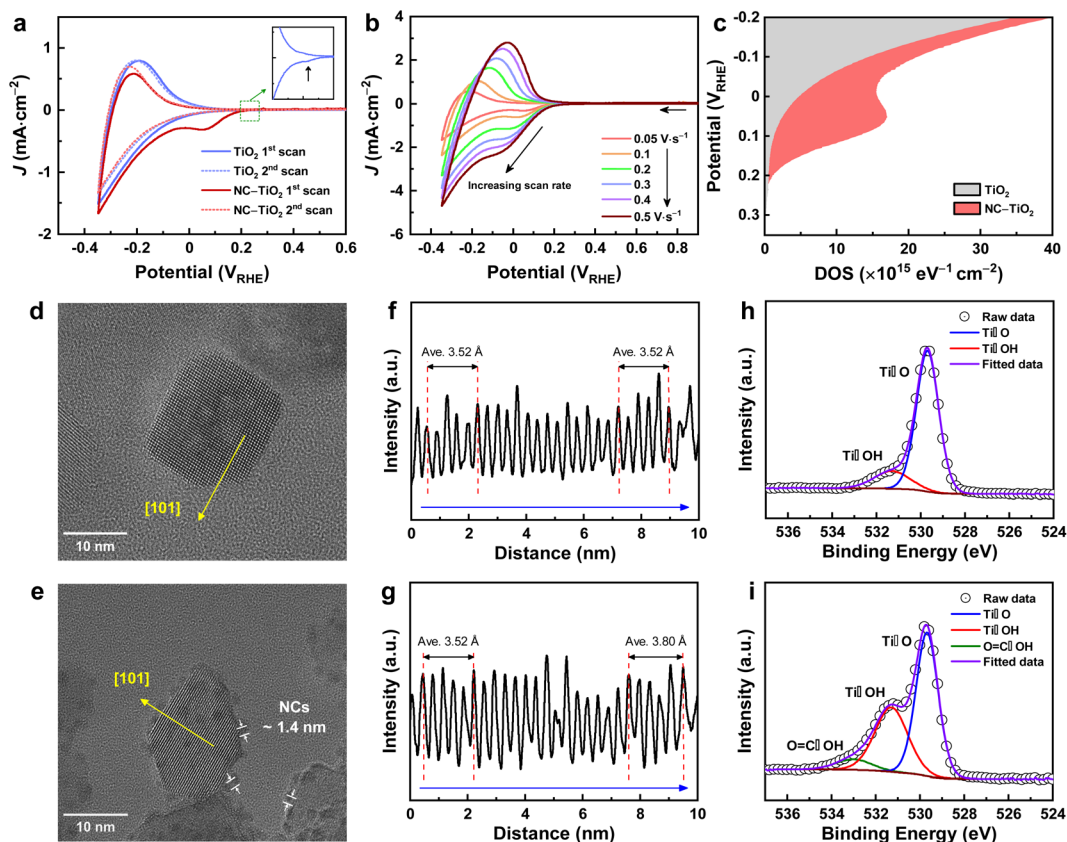 a
J (mA·cm⁻²)
2
1
0
-1
-2
-0.4
-0.2
0
0.2
0.4
0.6
Potential (V_RHE)
TiO₂ 1ˢᵗ scan
TiO₂ 2ⁿᵈ scan
NC–TiO₂ 1ˢᵗ scan
NC–TiO₂ 2ⁿᵈ scan
b
J (mA·cm⁻²)
4
2
0
-2
-4
-6
-0.4
-0.2
0
0.2
0.4
0.6
0.8
Potential (V_RHE)
0.05 V·s⁻¹
0.1
0.2
0.3
0.4
0.5 V·s⁻¹
Increasing scan rate
c
Potential (V_RHE)
-0.2
-0.1
0
0.1
0.2
0.3
0
10
20
30
40
DOS (×10¹⁵ eV⁻¹ cm⁻²)
TiO₂
NC–TiO₂
d
[101]
10 nm
f
Intensity (a.u.)
Ave. 3.52 Å
Ave. 3.52 Å
0
2
4
6
8
10
Distance (nm)
h
Intensity (a.u.)
Raw data
Ti▯ O
Ti▯ OH
Fitted data
Ti▯ O
Ti▯ OH
536
534
532
530
528
526
524
Binding Energy (eV)
e
[101]
NCs
~ 1.4 nm
10 nm
g
Intensity (a.u.)
Ave. 3.52 Å
Ave. 3.80 Å
0
2
4
6
8
10
Distance (nm)
i
Intensity (a.u.)
Raw data
Ti▯ O
Ti▯ OH
O=C▯ OH
Fitted data
Ti▯ O
Ti▯ OH
O=C▯ OH
536
534
532
530
528
526
524
Binding Energy (eV)